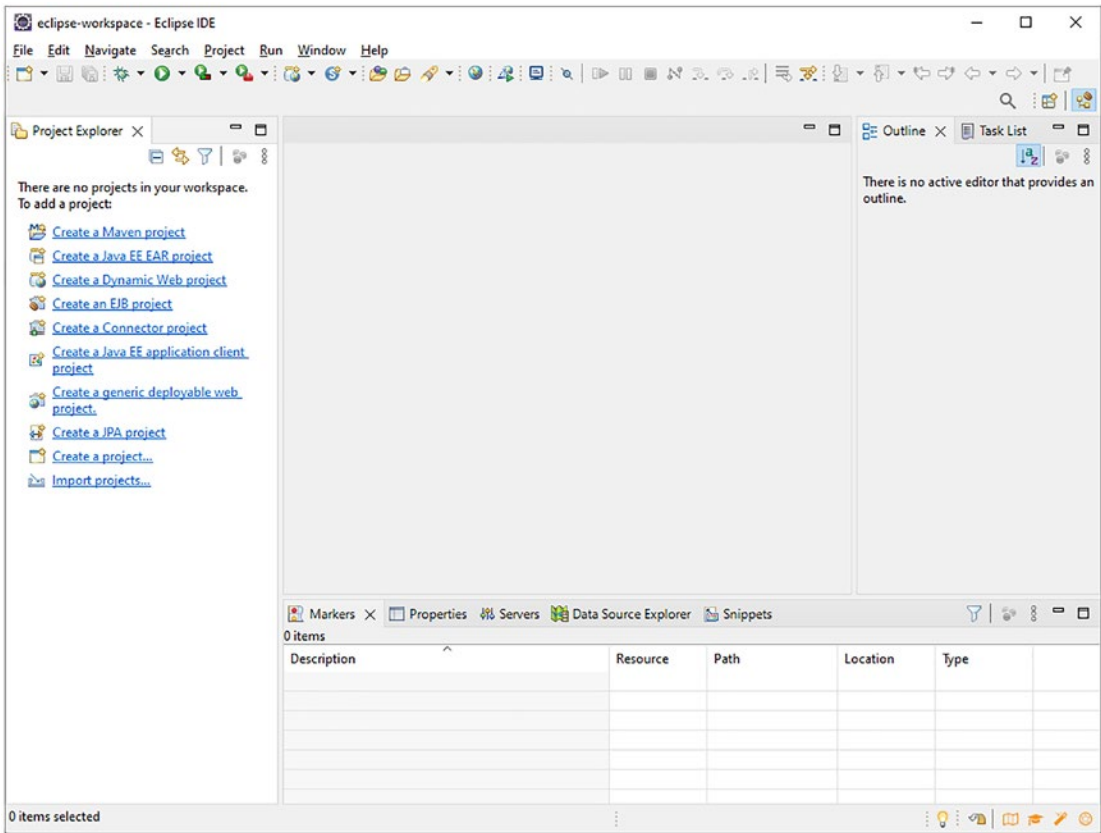 eclipse-workspace - Eclipse IDE
File Edit Navigate Search Project Run Window Help
Project Explorer
There are no projects in your workspace.
To add a project:
Create a Maven project
Create a Java EE EAR project
Create a Dynamic Web project
Create an EJB project
Create a Connector project
Create a Java EE application client
project
Create a generic deployable web
project.
Create a JPA project
Create a project...
Import projects...
Outline Task List
There is no active editor that provides an
outline.
Markers Properties Servers Data Source Explorer Snippets
0 items
Description Resource Path Location Type
0 items selected